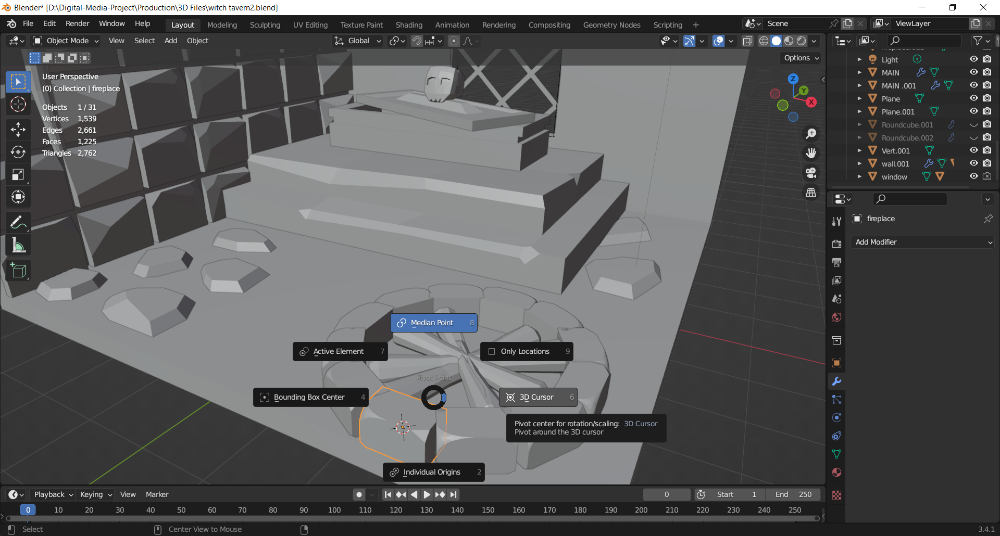 Blender* [D:\Digital-Media-Project\Production\3D Files\witch tavern2.blend]
File Edit Render Window Help
Layout Modeling Sculpting UV Editing Texture Paint Shading Animation Rendering Compositing Geometry Nodes Scripting +
Scene
ViewLayer
Object Mode View Select Add Object
Global
Options
User Perspective
(0) Collection | fireplace
Objects 1 / 31
Vertices 1,539
Edges 2,661
Faces 1,225
Triangles 2,762
Z
Y
X
Light
MAIN
MAIN .001
Plane
Plane.001
Roundcube.001
Roundcube.002
Vert.001
wall.001
window
fireplace
Add Modifier
Median Point 8
Active Element 7
Only Locations 9
Pivot Point
Bounding Box Center 4
3D Cursor 6
Pivot center for rotation/scaling: 3D Cursor
Pivot around the 3D cursor
Individual Origins 2
Playback Keying View Marker
0
Start 1
End 250
0 10 20 30 40 50 60 70 80 90 100 110 120 130 140 150 160 170 180 190 200 210 220 230 240 250
Select
Center View to Mouse
3.4.1